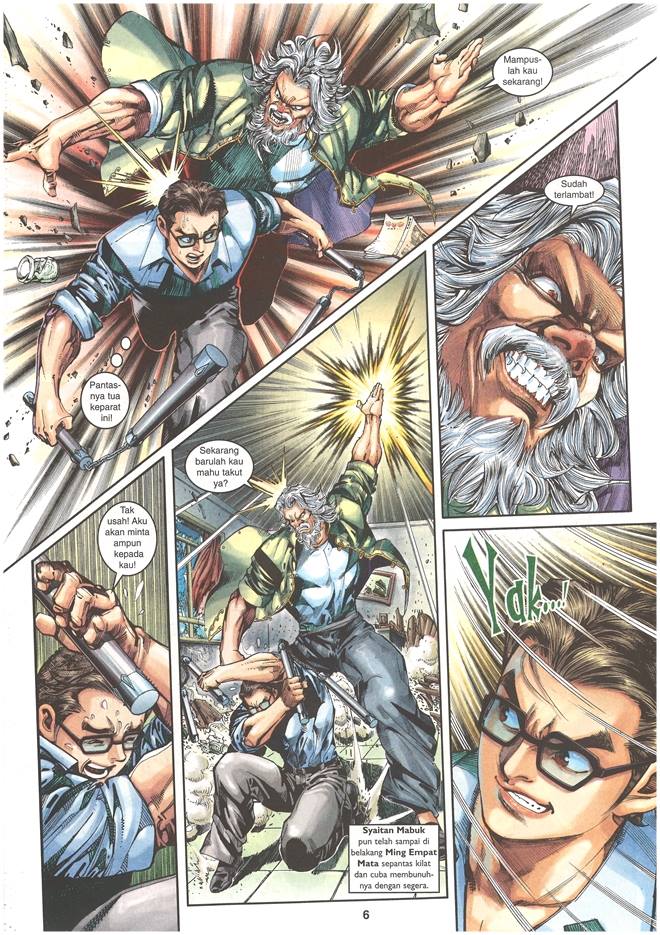 Mampus-
lah kau
sekarang!
Pantas-
nya tua
keparat
ini!
Sudah
terlambat!
Sekarang
barulah kau
mahu takut
ya?
Tak
usah! Aku
akan minta
ampun
kepada
kau!
Syaitan Mabuk
pun telah sampai di
belakang Ming Empat
Mata sepantas kilat
dan cuba membunuh-
nya dengan segera.
Yak...!
6